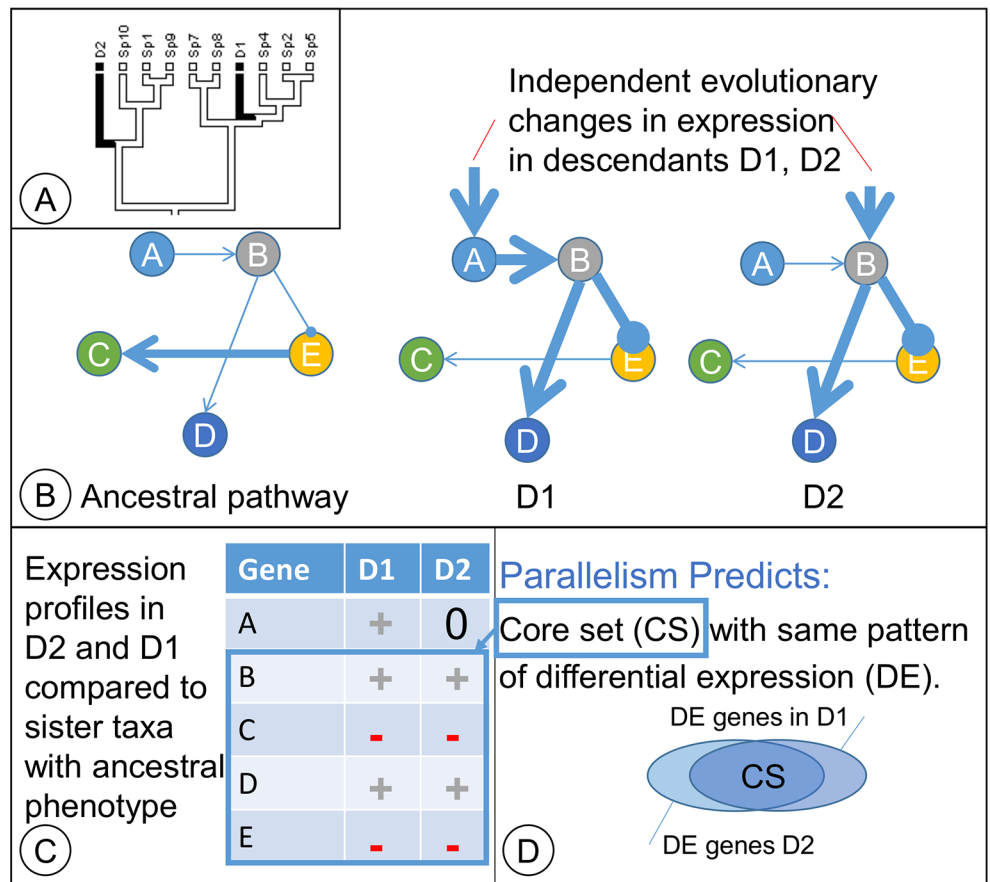 D2 Sp10 Sp1 Sp9 Sp7 Sp8 D1 Sp4 Sp2 Sp5
A
Independent evolutionary
changes in expression
in descendants D1, D2
A B
C E
D
A B
C E
D
A B
C E
D
B Ancestral pathway
D1
D2
Expression
profiles in
D2 and D1
compared to
sister taxa
with ancestral
phenotype
C
Gene D1 D2
A + 0
B + +
C - -
D + +
E - -
Parallelism Predicts:
Core set (CS) with same pattern
of differential expression (DE).
DE genes in D1
CS
DE genes D2
D